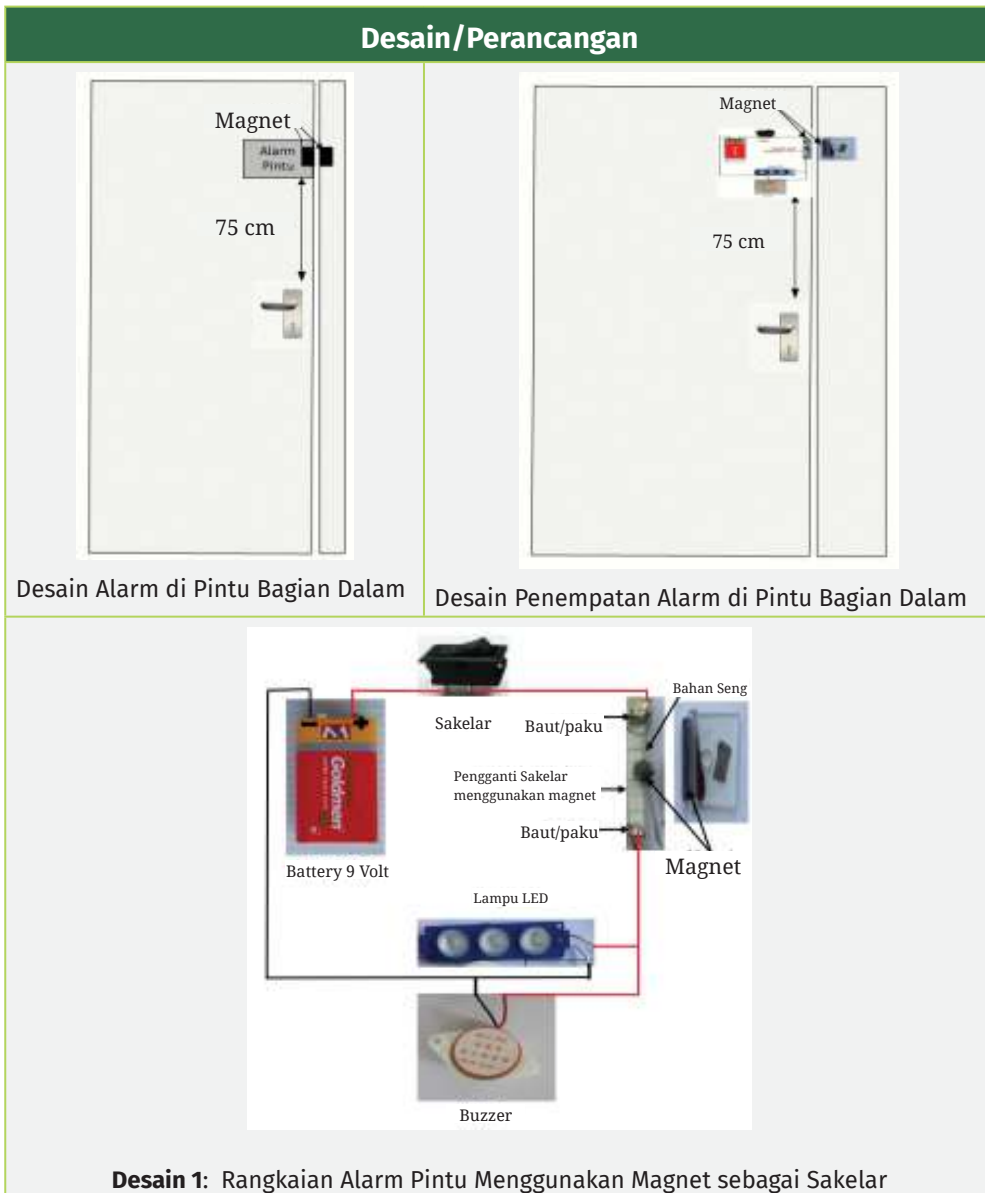 Desain/Perancangan
Magnet
Alarm
Pintu
75 cm
Desain Alarm di Pintu Bagian Dalam
Magnet
75 cm
Desain Penempatan Alarm di Pintu Bagian Dalam
Sakelar
Bahan Seng
Baut/paku
Pengganti Sakelar
menggunakan magnet
Baut/paku
Magnet
Goldman
Battery 9 Volt
Lampu LED
Buzzer
Desain 1: Rangkaian Alarm Pintu Menggunakan Magnet sebagai Sakelar